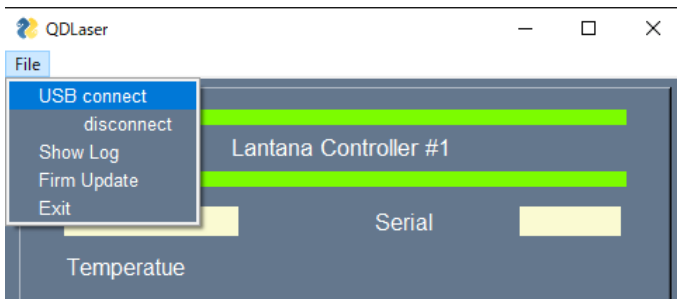 QDLaser
File
USB connect
disconnect
Show Log
Firm Update
Exit
Lantana Controller #1
Serial
Temperatue